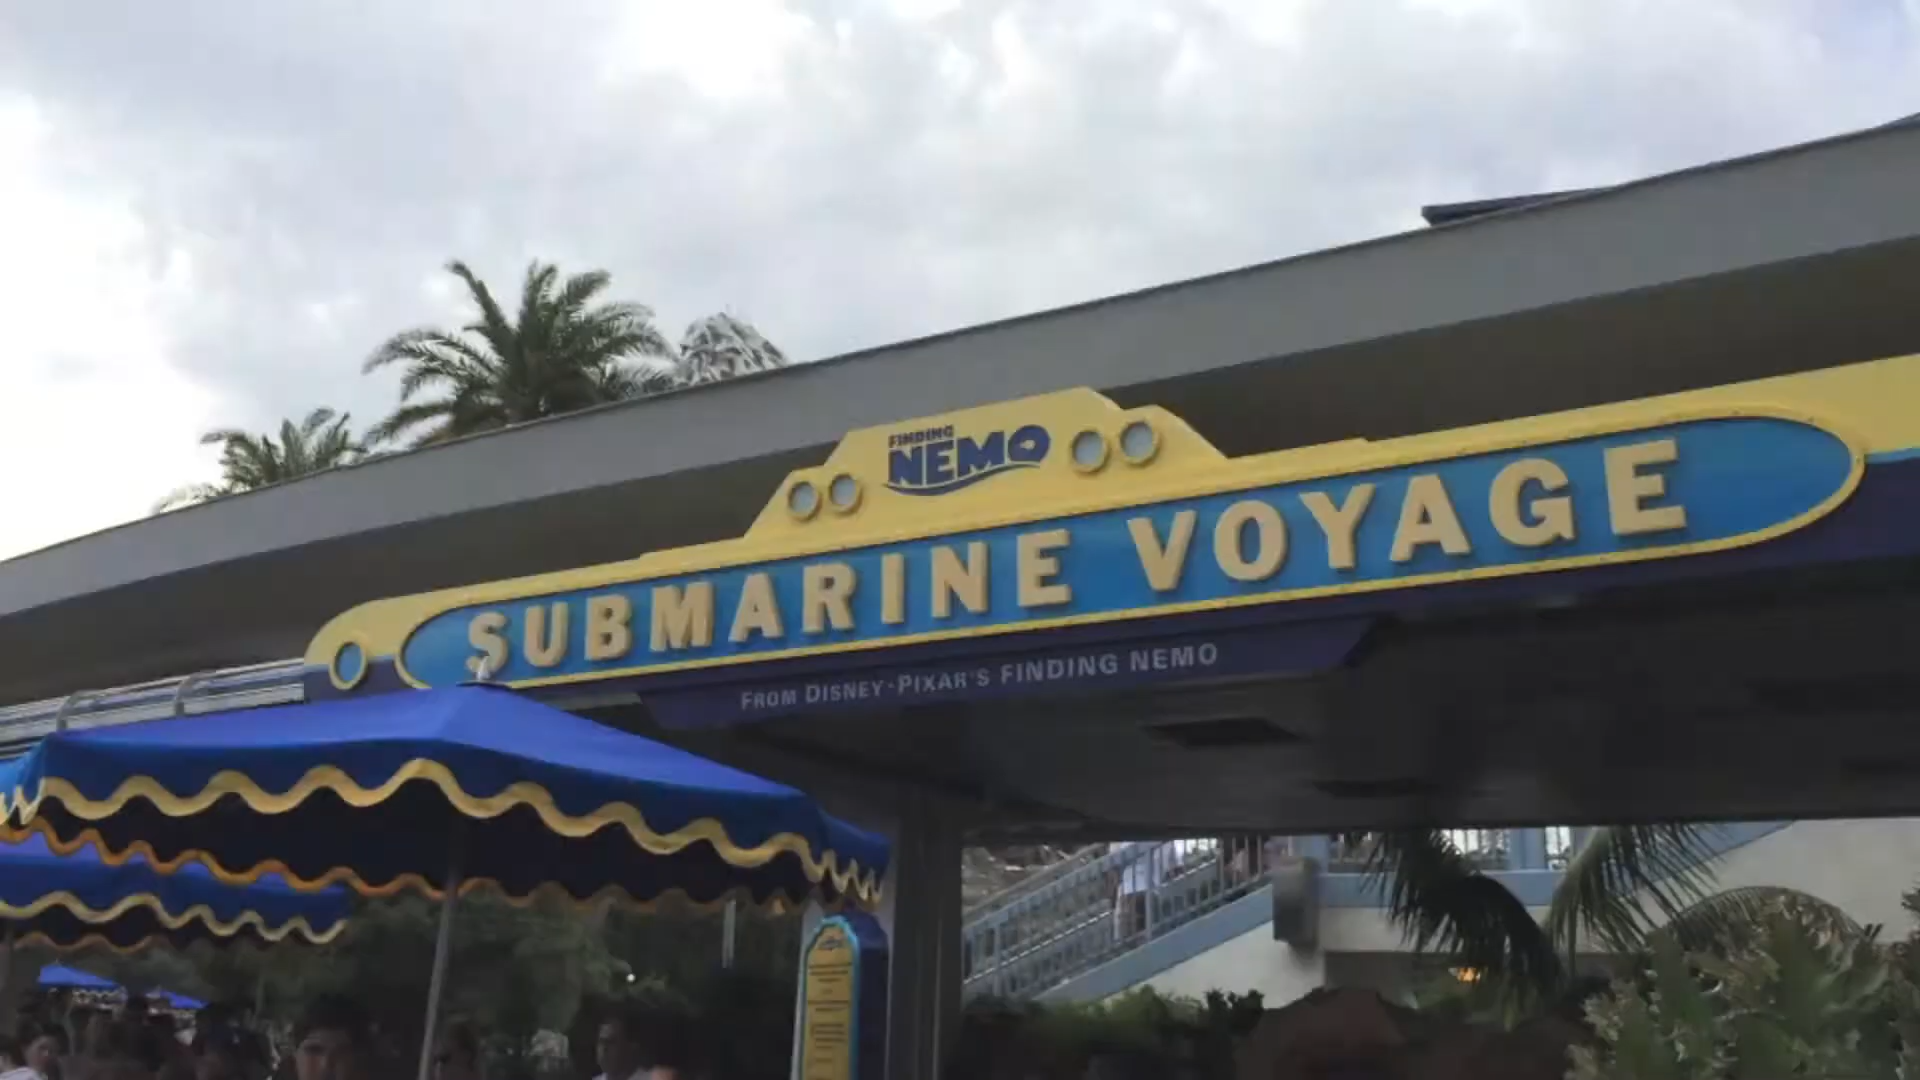 FINDING
NEMO
SUBMARINE VOYAGE
FROM DISNEY·PIXAR'S FINDING NEMO